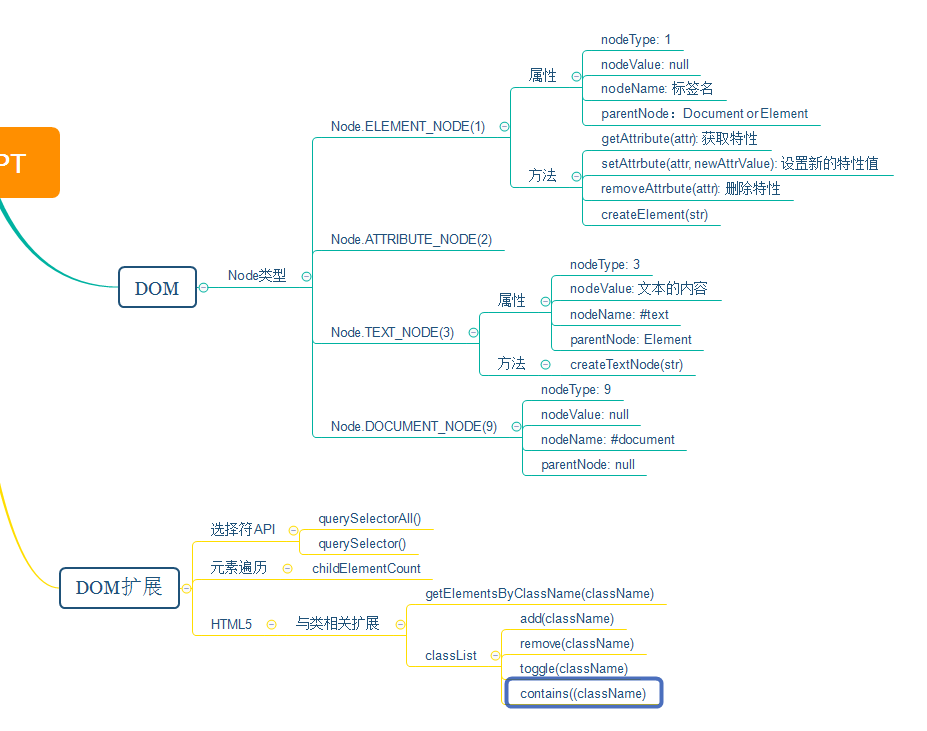 PT
DOM
Node类型
Node.ELEMENT_NODE(1)
属性
nodeType: 1
nodeValue: null
nodeName: 标签名
parentNode：Document or Element
方法
getAttribute(attr): 获取特性
setAttrbute(attr, newAttrValue): 设置新的特性值
removeAttrbute(attr): 删除特性
createElement(str)
Node.ATTRIBUTE_NODE(2)
Node.TEXT_NODE(3)
属性
nodeType: 3
nodeValue: 文本的内容
nodeName: #text
parentNode: Element
方法
createTextNode(str)
Node.DOCUMENT_NODE(9)
nodeType: 9
nodeValue: null
nodeName: #document
parentNode: null
DOM扩展
选择符API
querySelectorAll()
querySelector()
元素遍历
childElementCount
HTML5
与类相关扩展
getElementsByClassName(className)
classList
add(className)
remove(className)
toggle(className)
contains((className)